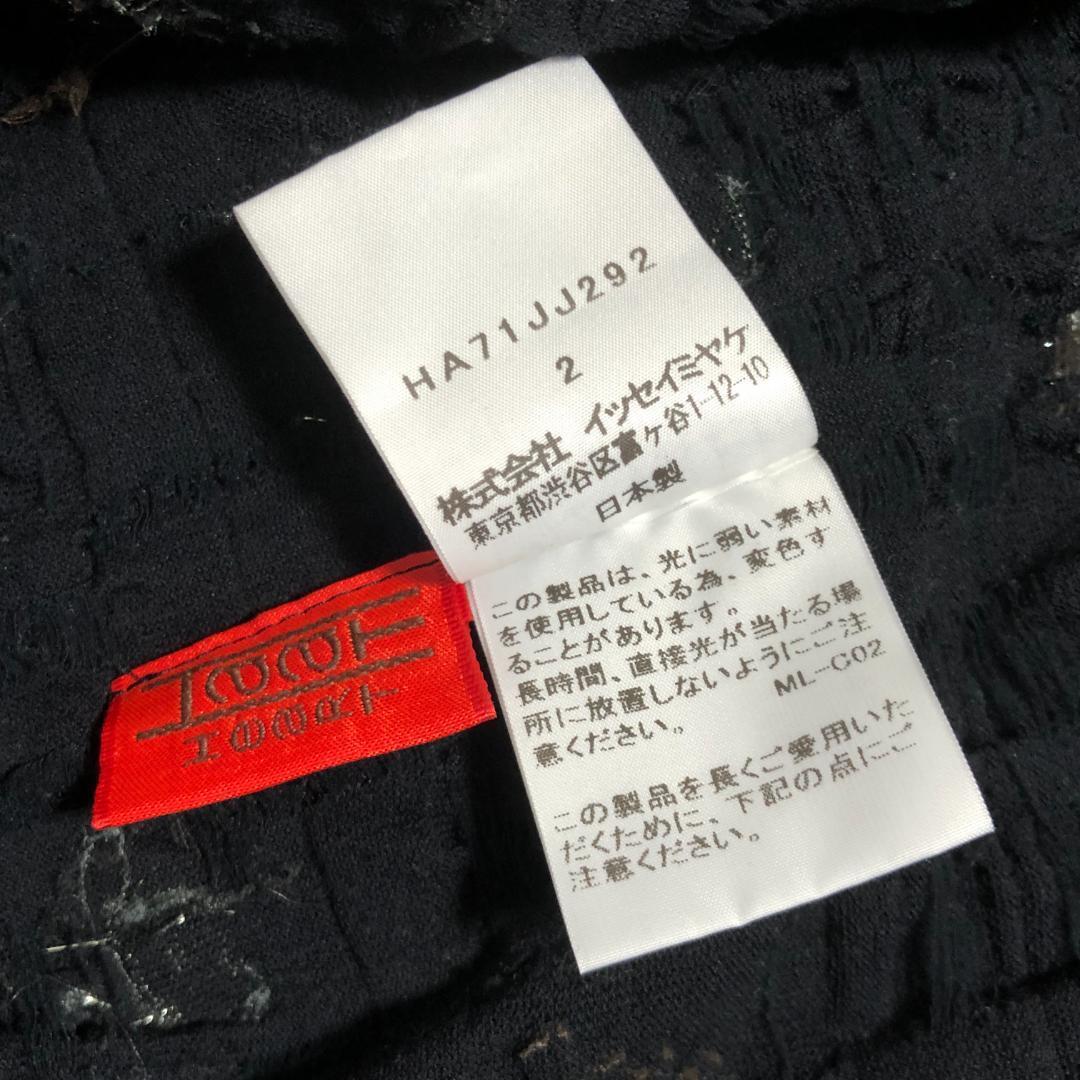 HA71JJ292
2
株式会社 イッセイミヤケ
東京都渋谷区富ヶ谷1-12-10
日本製
この製品は、光に弱い素材
を使用している為、変色す
ることがあります。
長時間、直接光が当たる場
所に放置しないようにご注
意ください。
ML-C02
この製品を長くご愛用いた
だくために、下記の点にご
注意ください。
HaaT
HeaRT